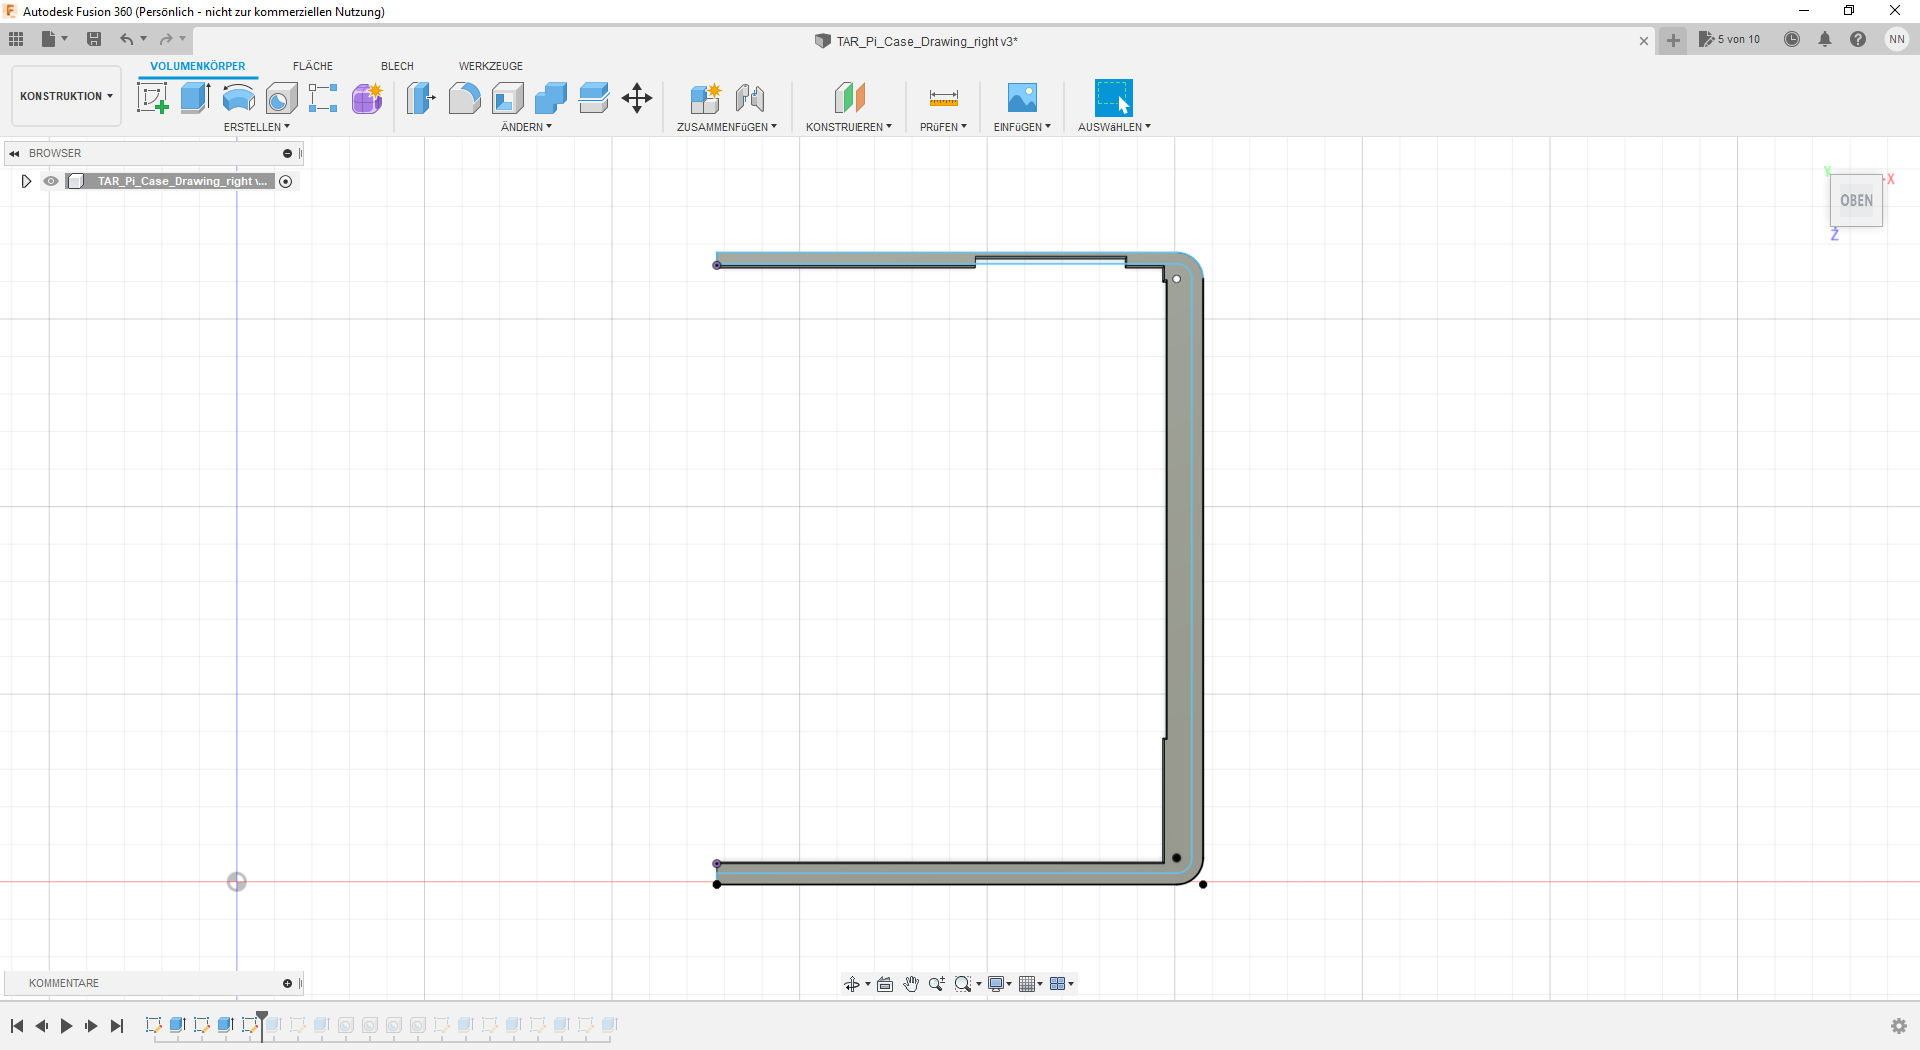 Autodesk Fusion 360 (Persönlich - nicht zur kommerziellen Nutzung)
TAR_Pi_Case_Drawing_right v3*
5 von 10
NN
VOLUMENKÖRPER FLÄCHE BLECH WERKZEUGE
KONSTRUKTION
ERSTELLEN ÄNDERN ZUSAMMENFüGEN KONSTRUIEREN PRüFEN EINFüGEN AUSWäHLEN
BROWSER
TAR_Pi_Case_Drawing_right v...
Y
X
OBEN
Z
KOMMENTARE